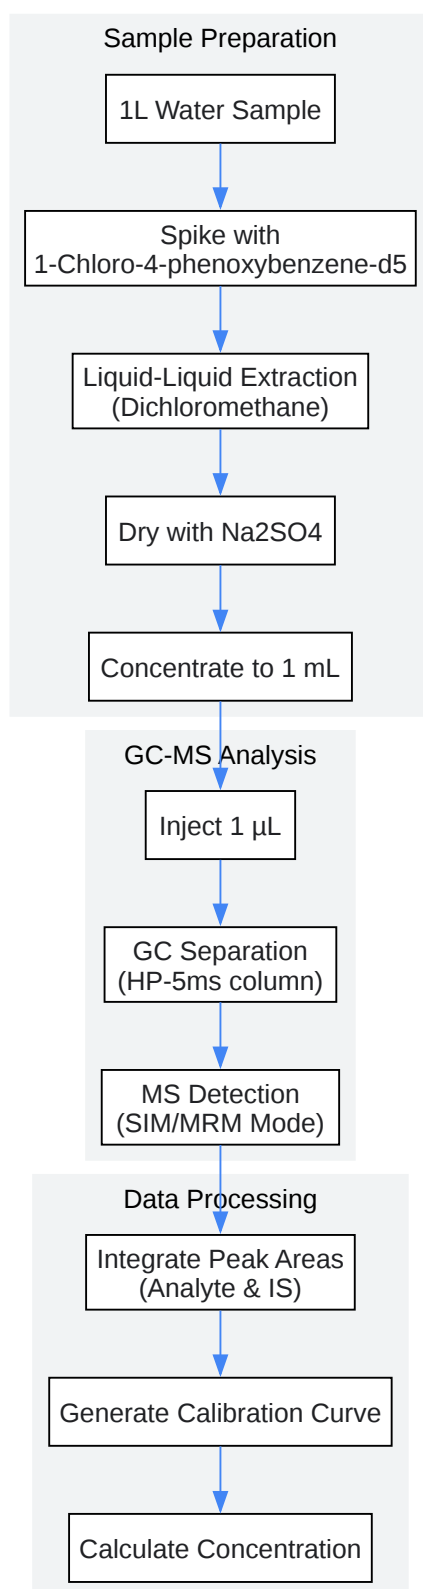 Sample Preparation
1L Water Sample
Spike with
1-Chloro-4-phenoxybenzene-d5
Liquid-Liquid Extraction
(Dichloromethane)
Dry with Na2SO4
Concentrate to 1 mL
GC-MS Analysis
Inject 1 µL
GC Separation
(HP-5ms column)
MS Detection
(SIM/MRM Mode)
Data Processing
Integrate Peak Areas
(Analyte & IS)
Generate Calibration Curve
Calculate Concentration